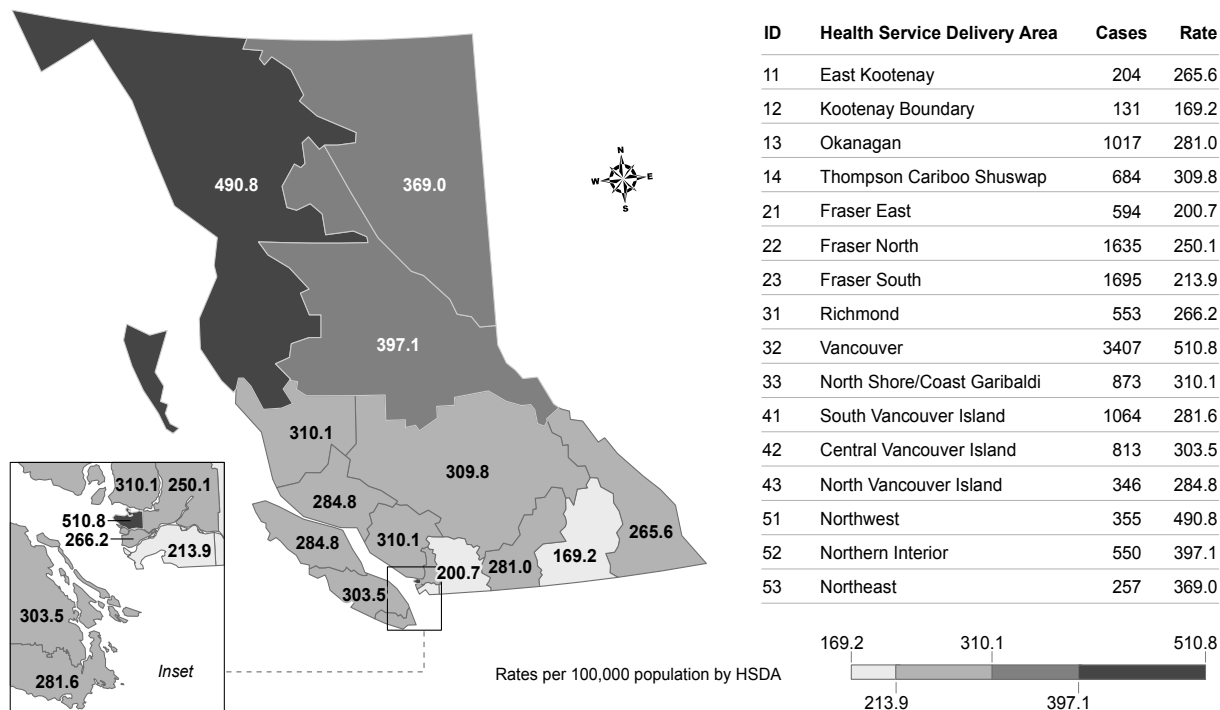 490.8
369.0
397.1
310.1
309.8
284.8
284.8
310.1
265.6
169.2
281.0
200.7
303.5
N
W E
S
310.1 250.1
510.8
266.2
213.9
303.5
281.6
Inset
Rates per 100,000 population by HSDA
ID Health Service Delivery Area Cases Rate
11 East Kootenay 204 265.6
12 Kootenay Boundary 131 169.2
13 Okanagan 1017 281.0
14 Thompson Cariboo Shuswap 684 309.8
21 Fraser East 594 200.7
22 Fraser North 1635 250.1
23 Fraser South 1695 213.9
31 Richmond 553 266.2
32 Vancouver 3407 510.8
33 North Shore/Coast Garibaldi 873 310.1
41 South Vancouver Island 1064 281.6
42 Central Vancouver Island 813 303.5
43 North Vancouver Island 346 284.8
51 Northwest 355 490.8
52 Northern Interior 550 397.1
53 Northeast 257 369.0
169.2 310.1 510.8
213.9 397.1